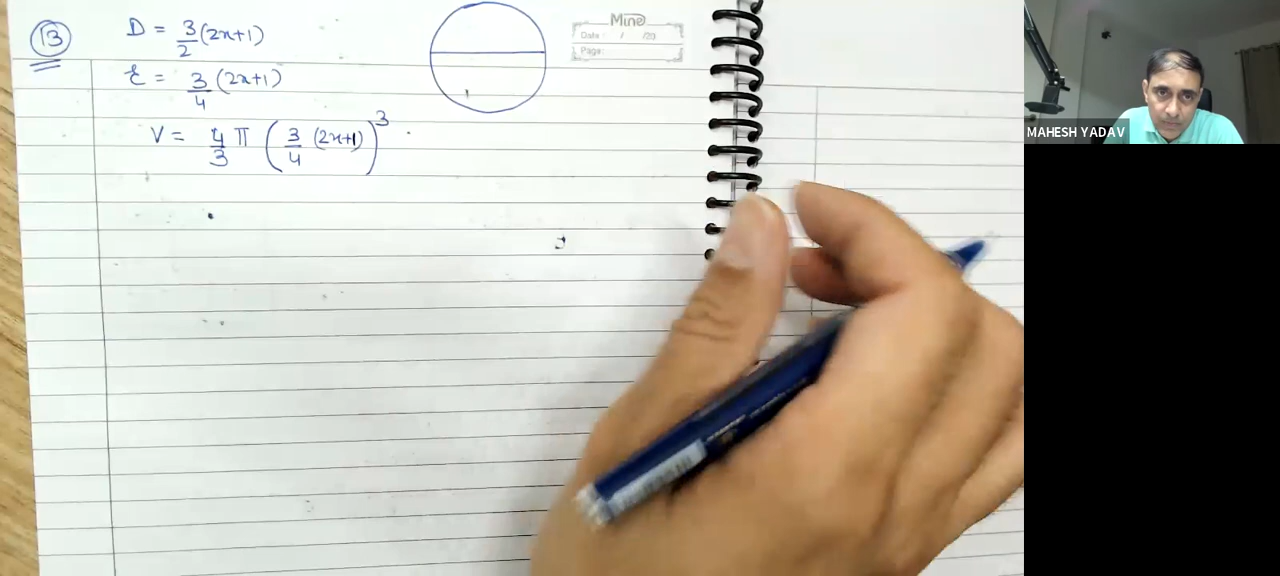 13
D = 3/2 (2x+1)
r = 3/4 (2x+1)
V = 4/3 π (3/4 (2x+1))^3
Mine
Date : / /20
Page:
MAHESH YADAV